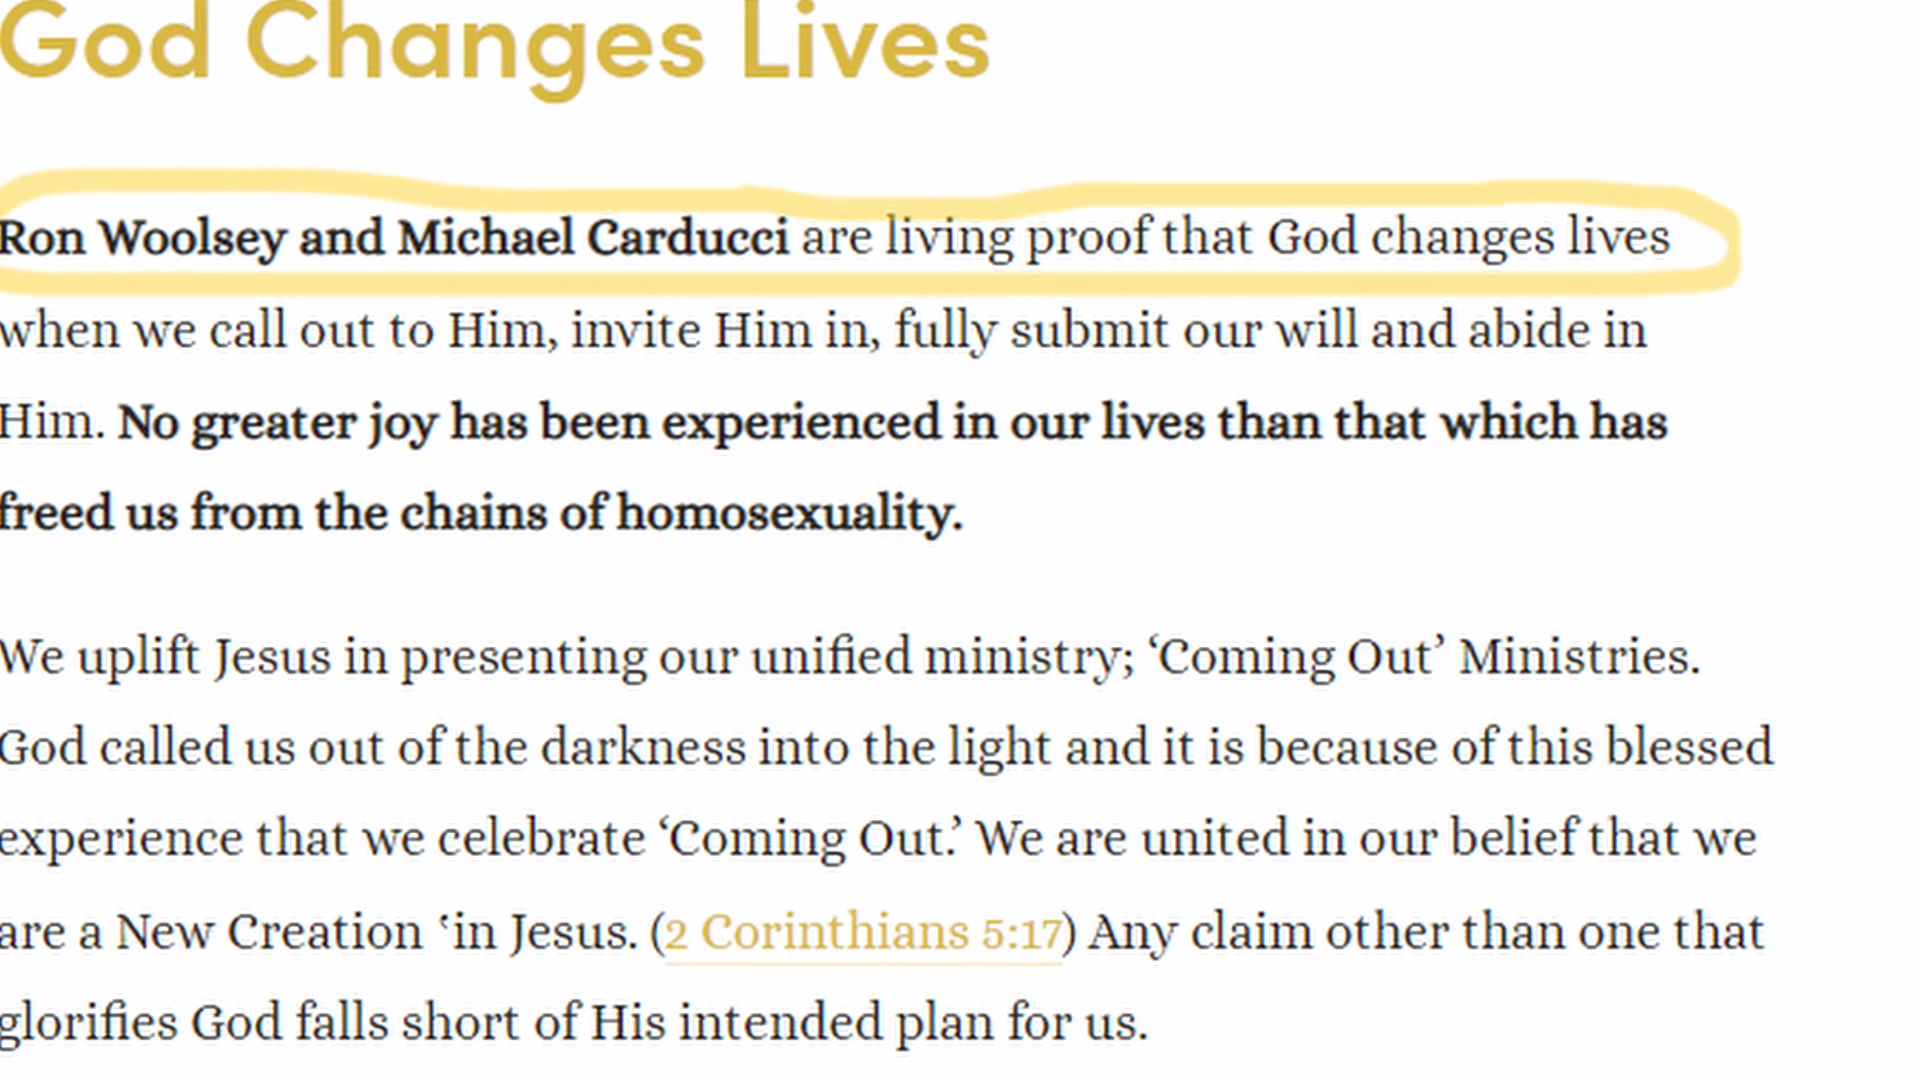 God Changes Lives
Ron Woolsey and Michael Carducci are living proof that God changes lives
when we call out to Him, invite Him in, fully submit our will and abide in
Him. No greater joy has been experienced in our lives than that which has
freed us from the chains of homosexuality.
We uplift Jesus in presenting our unified ministry; ‘Coming Out’ Ministries.
God called us out of the darkness into the light and it is because of this blessed
experience that we celebrate ‘Coming Out.’ We are united in our belief that we
are a New Creation ‘in Jesus. (2 Corinthians 5:17) Any claim other than one that
glorifies God falls short of His intended plan for us.